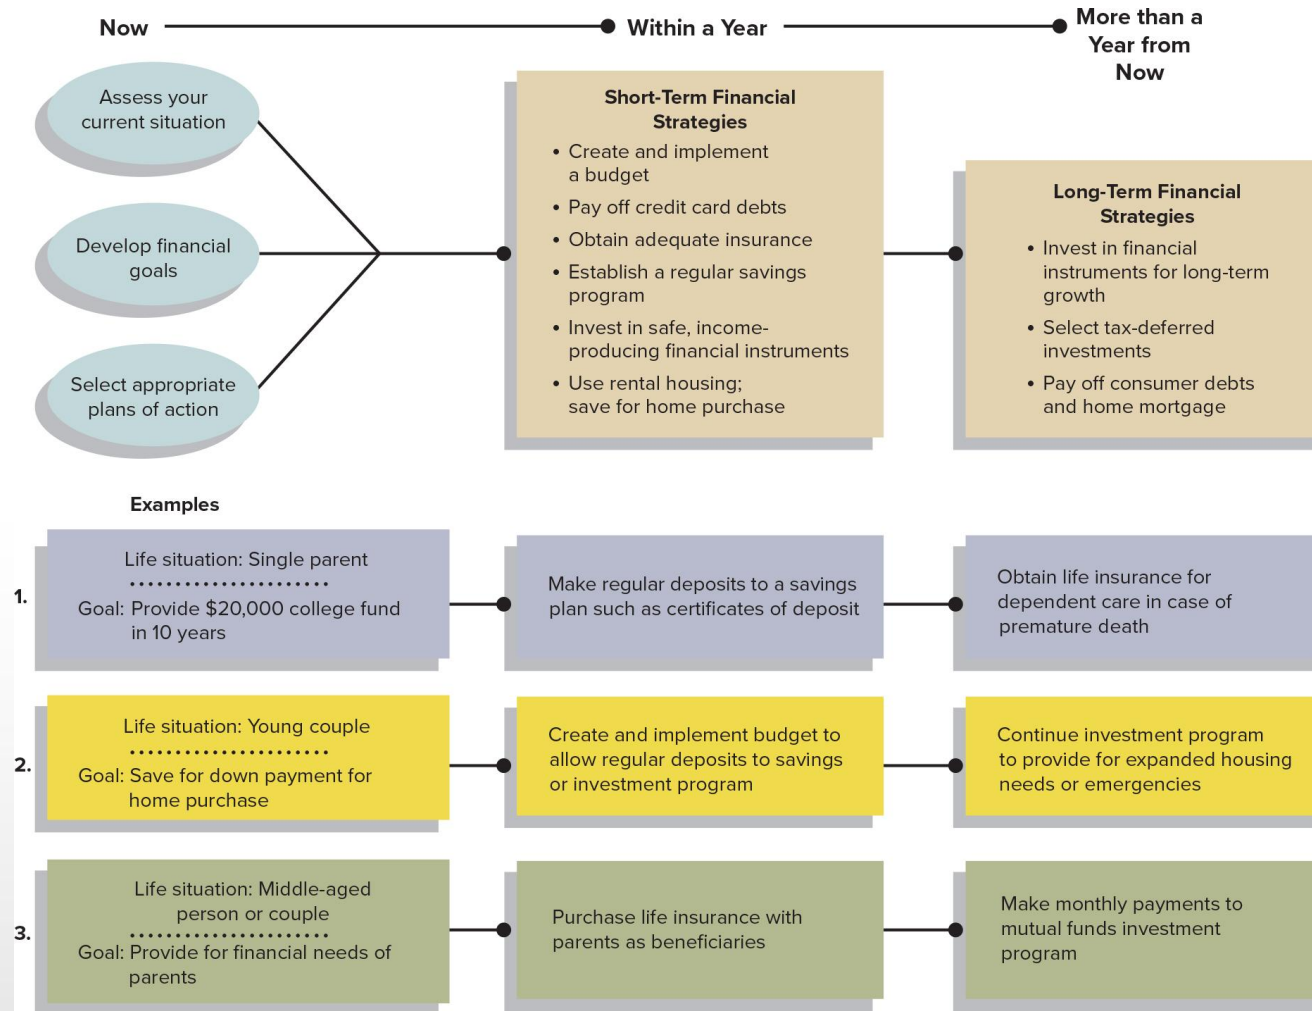 Now
Within a Year
More than a
Year from
Now
Assess your
current situation
Develop financial
goals
Select appropriate
plans of action
Short-Term Financial
Strategies
• Create and implement
a budget
• Pay off credit card debts
• Obtain adequate insurance
• Establish a regular savings
program
• Invest in safe, income-
producing financial instruments
• Use rental housing;
save for home purchase
Long-Term Financial
Strategies
• Invest in financial
instruments for long-term
growth
• Select tax-deferred
investments
• Pay off consumer debts
and home mortgage
Examples
1.
Life situation: Single parent
Goal: Provide $20,000 college fund
in 10 years
Make regular deposits to a savings
plan such as certificates of deposit
Obtain life insurance for
dependent care in case of
premature death
2.
Life situation: Young couple
Goal: Save for down payment for
home purchase
Create and implement budget to
allow regular deposits to savings
or investment program
Continue investment program
to provide for expanded housing
needs or emergencies
3.
Life situation: Middle-aged
person or couple
Goal: Provide for financial needs of
parents
Purchase life insurance with
parents as beneficiaries
Make monthly payments to
mutual funds investment
program